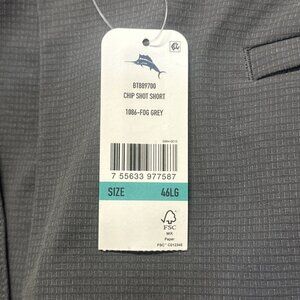 BT889700
CHIP SHOT SHORT
1086-FOG GREY
7 55633 977587
SIZE 46LG
FSC
MIX
Paper